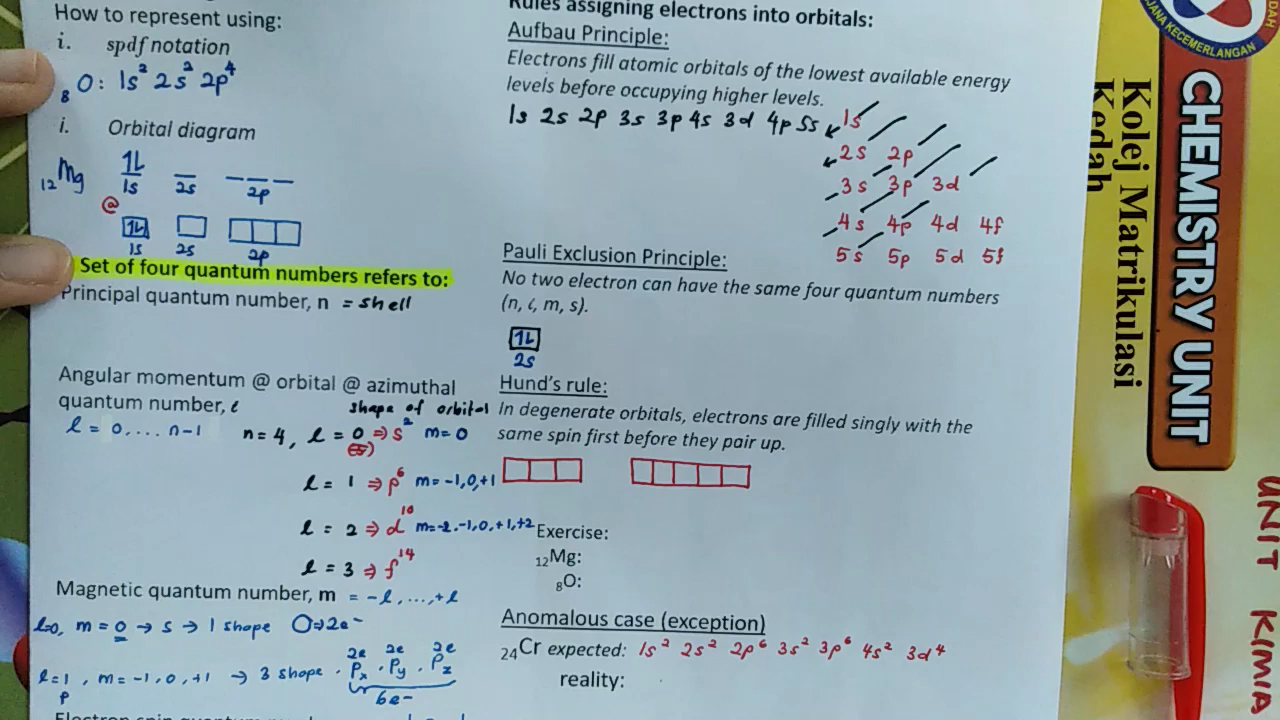 How to represent using:
i. spdf notation
₈O: 1s² 2s² 2p⁴
i. Orbital diagram
₁₂Mg 1s 2s 2p
@
1s 2s 2p
Set of four quantum numbers refers to:
Principal quantum number, n = shell
Angular momentum @ orbital @ azimuthal
quantum number, ℓ
shape of orbital
ℓ = 0, ... n-1 n=4, ℓ = 0 ⇒ s² m=0
ℓ = 1 ⇒ p⁶ m=-1,0,+1
ℓ = 2 ⇒ d¹⁰ m=-2,-1,0,+1,+2
ℓ = 3 ⇒ f¹⁴
Magnetic quantum number, m = -ℓ,...,+ℓ
ℓ=0, m = 0 → s → 1 shape O⇒2e⁻
2e 2e 2e
ℓ=1, m=-1,0,+1 → 3 shape . Px . Py . Pz
p
6e⁻
Rules assigning electrons into orbitals:
Aufbau Principle:
Electrons fill atomic orbitals of the lowest available energy
levels before occupying higher levels.
1s 2s 2p 3s 3p 4s 3d 4p 5s
1s
2s 2p
3s 3p 3d
4s 4p 4d 4f
5s 5p 5d 5f
Pauli Exclusion Principle:
No two electron can have the same four quantum numbers
(n, ℓ, m, s).
2s
Hund's rule:
In degenerate orbitals, electrons are filled singly with the
same spin first before they pair up.
Exercise:
₁₂Mg:
₈O:
Anomalous case (exception)
₂₄Cr expected: 1s² 2s² 2p⁶ 3s² 3p⁶ 4s² 3d⁴
reality:
KECEMERLANGAN
CHEMISTRY UNIT
Kolej Matrikulasi
Kedah
UNIT KIMIA